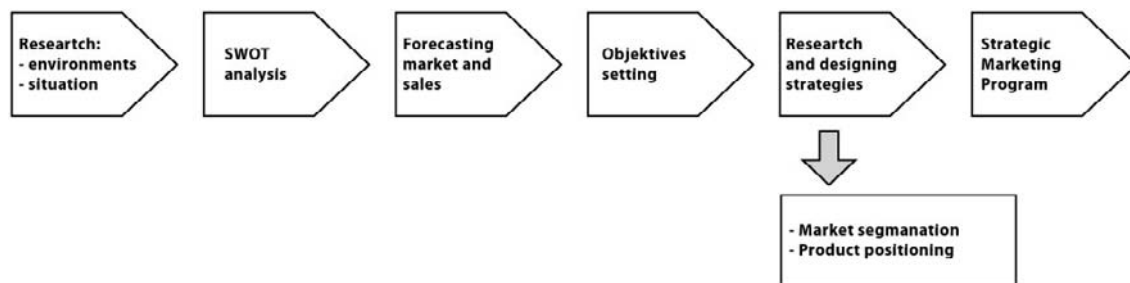 Researtch:
- environments
- situation
SWOT
analysis
Forecasting
market and
sales
Objektives
setting
Researtch
and designing
strategies
Strategic
Marketing
Program
- Market segmanation
- Product positioning